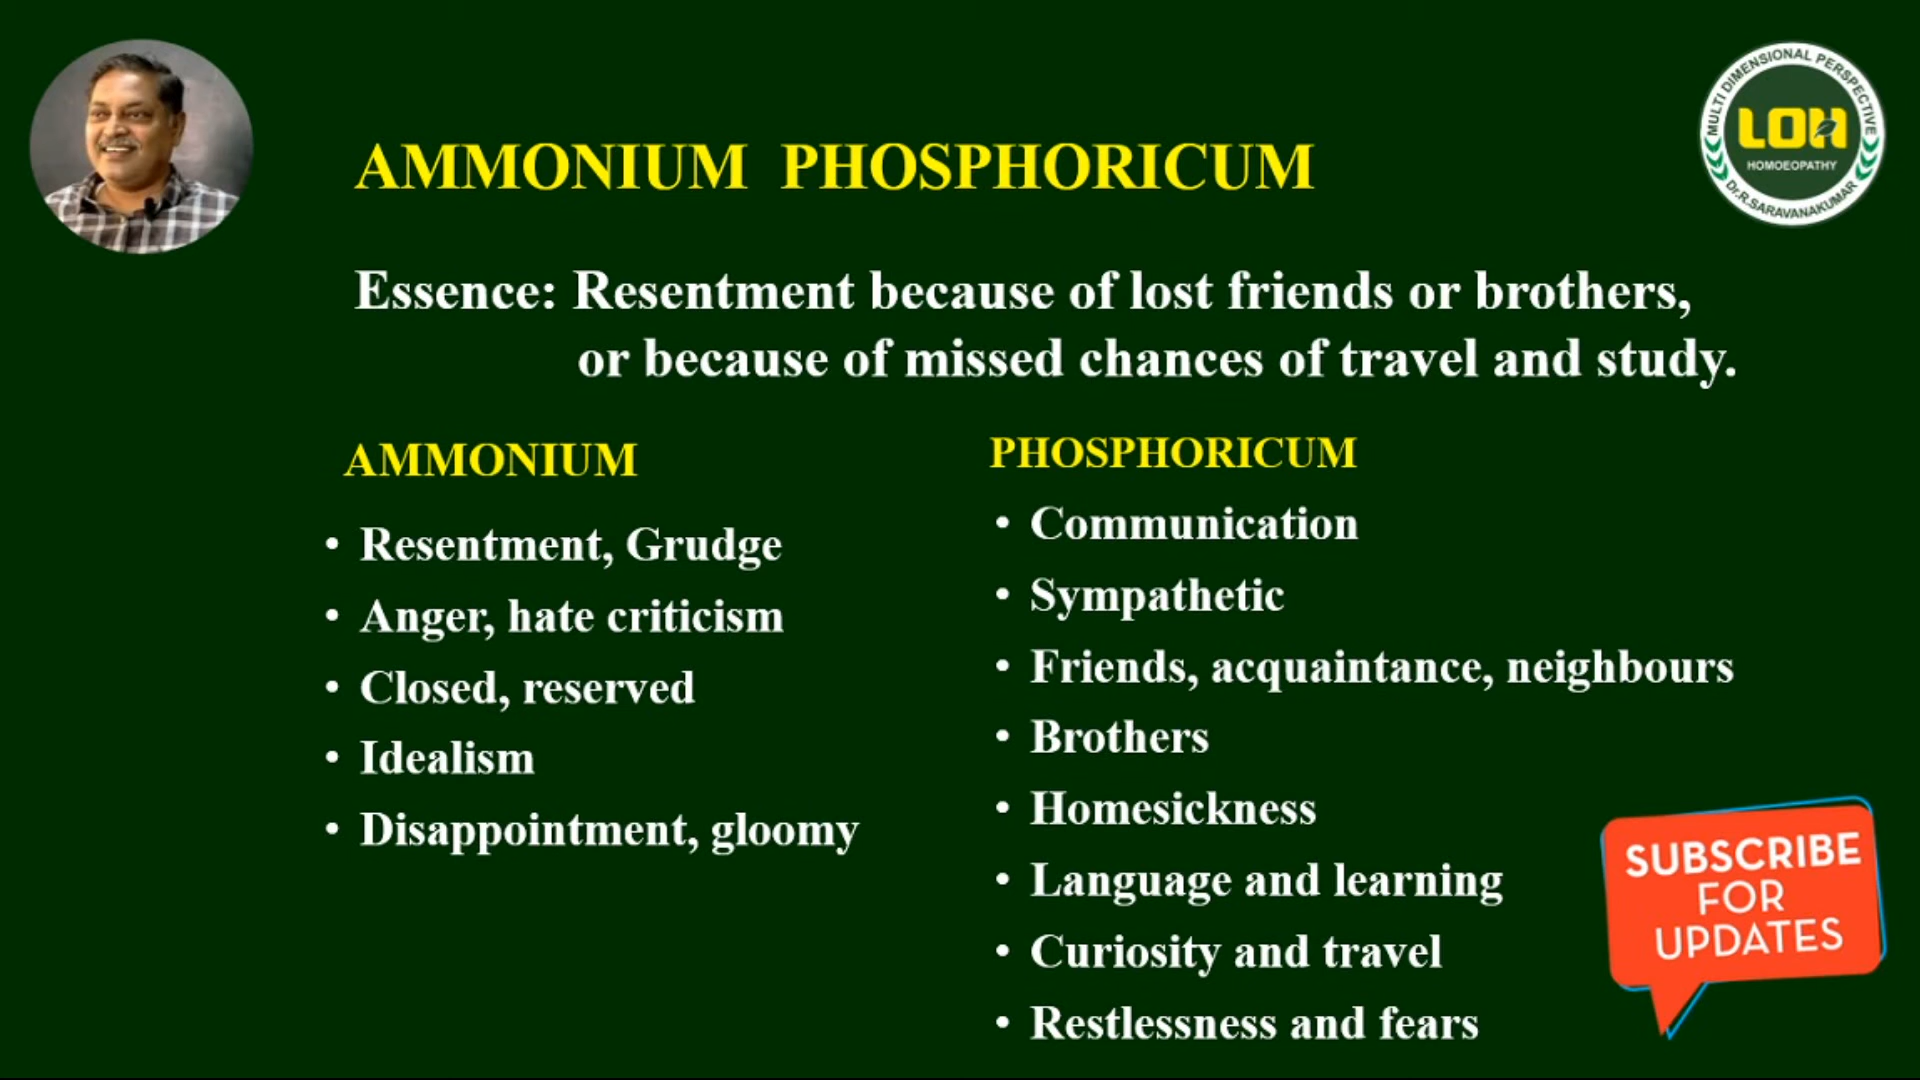 MULTI DIMENSIONAL PERSPECTIVE
LOH
HOMOEOPATHY
Dr.R.SARAVANAKUMAR
AMMONIUM PHOSPHORICUM
Essence: Resentment because of lost friends or brothers,
or because of missed chances of travel and study.
AMMONIUM
• Resentment, Grudge
• Anger, hate criticism
• Closed, reserved
• Idealism
• Disappointment, gloomy
PHOSPHORICUM
• Communication
• Sympathetic
• Friends, acquaintance, neighbours
• Brothers
• Homesickness
• Language and learning
• Curiosity and travel
• Restlessness and fears
SUBSCRIBE
FOR
UPDATES